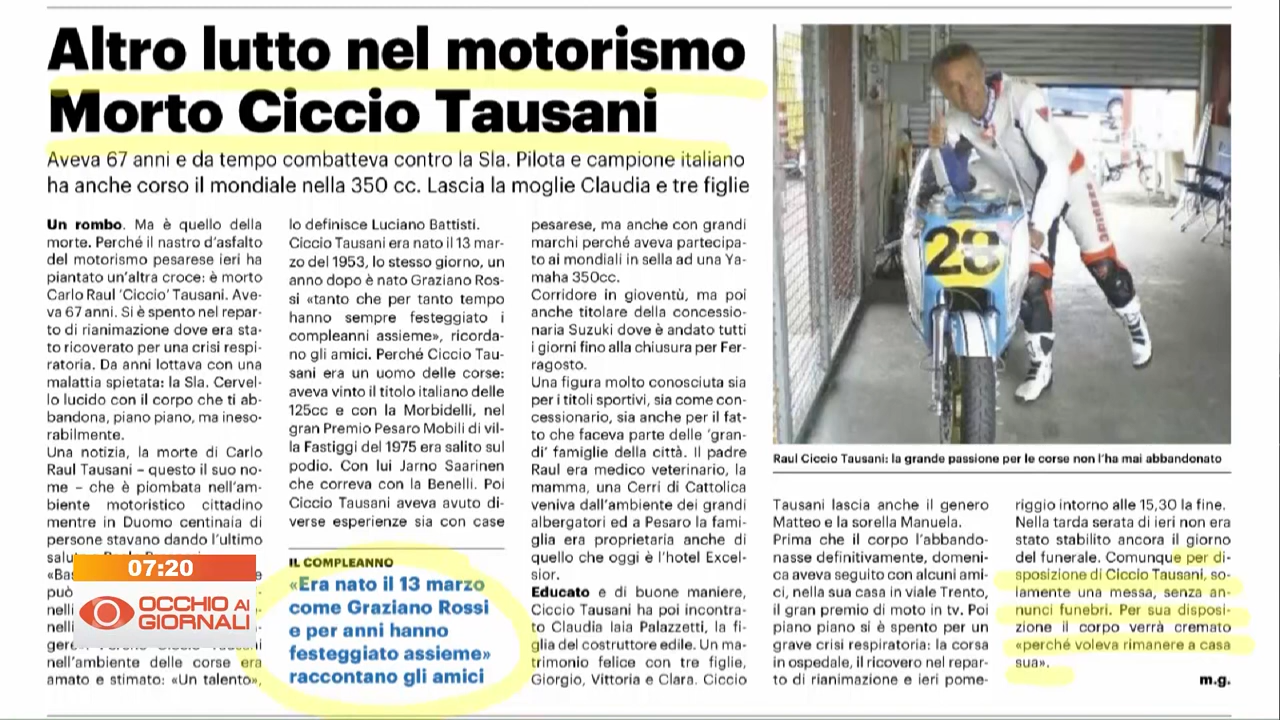 Altro lutto nel motorismo
Morto Ciccio Tausani
Aveva 67 anni e da tempo combatteva contro la Sla. Pilota e campione italiano
ha anche corso il mondiale nella 350 cc. Lascia la moglie Claudia e tre figlie
Un rombo. Ma è quello della
morte. Perché il nastro d'asfalto
del motorismo pesarese ieri ha
piantato un'altra croce: è morto
Carlo Raul 'Ciccio' Tausani. Ave-
va 67 anni. Si è spento nel repar-
to di rianimazione dove era sta-
to ricoverato per una crisi respi-
ratoria. Da anni lottava con una
malattia spietata: la Sla. Cervel-
lo lucido con il corpo che ti ab-
bandona, piano piano, ma ineso-
rabilmente.
Una notizia, la morte di Carlo
Raul Tausani – questo il suo no-
me – che è piombata nell'am-
biente motoristico cittadino
mentre in Duomo centinaia di
persone stavano dando l'ultimo
nell'ambiente delle corse era
amato e stimato: «Un talento»,
lo definisce Luciano Battisti.
Ciccio Tausani era nato il 13 mar-
zo del 1953, lo stesso giorno, un
anno dopo è nato Graziano Ros-
si «tanto che per tanto tempo
hanno sempre festeggiato i
compleanni assieme», ricorda-
no gli amici. Perché Ciccio Tau-
sani era un uomo delle corse:
aveva vinto il titolo italiano delle
125cc e con la Morbidelli, nel
gran Premio Pesaro Mobili di vil-
la Fastiggi del 1975 era salito sul
podio. Con lui Jarno Saarinen
che correva con la Benelli. Poi
Ciccio Tausani aveva avuto di-
verse esperienze sia con case
IL COMPLEANNO
«Era nato il 13 marzo
come Graziano Rossi
e per anni hanno
festeggiato assieme»
raccontano gli amici
pesarese, ma anche con grandi
marchi perché aveva partecipa-
to ai mondiali in sella ad una Ya-
maha 350cc.
Corridore in gioventù, ma poi
anche titolare della concessio-
naria Suzuki dove è andato tutti
i giorni fino alla chiusura per Fer-
ragosto.
Una figura molto conosciuta sia
per i titoli sportivi, sia come con-
cessionario, sia anche per il fat-
to che faceva parte delle 'gran-
di' famiglie della città. Il padre
Raul era medico veterinario, la
mamma, una Cerri di Cattolica
veniva dall'ambiente dei grandi
albergatori ed a Pesaro la fami-
glia era proprietaria anche di
quello che oggi è l'hotel Excel-
sior.
Educato e di buone maniere,
Ciccio Tausani ha poi incontra-
to Claudia Iaia Palazzetti, la fi-
glia del costruttore edile. Un ma-
trimonio felice con tre figlie,
Giorgio, Vittoria e Clara. Ciccio
28
Raul Ciccio Tausani: la grande passione per le corse non l'ha mai abbandonato
Tausani lascia anche il genero
Matteo e la sorella Manuela.
Prima che il corpo l'abbando-
nasse definitivamente, domeni-
ca aveva seguito con alcuni ami-
ci, nella sua casa in viale Trento,
il gran premio di moto in tv. Poi
piano piano si è spento per un
grave crisi respiratoria: la corsa
in ospedale, il ricovero nel repar-
to di rianimazione e ieri pome-
riggio intorno alle 15,30 la fine.
Nella tarda serata di ieri non era
stato stabilito ancora il giorno
del funerale. Comunque per di-
sposizione di Ciccio Tausani, so-
lamente una messa, senza an-
nunci funebri. Per sua disposi-
zione il corpo verrà cremato
«perché voleva rimanere a casa
sua».
m.g.
07:20
OCCHIO AI
GIORNALI